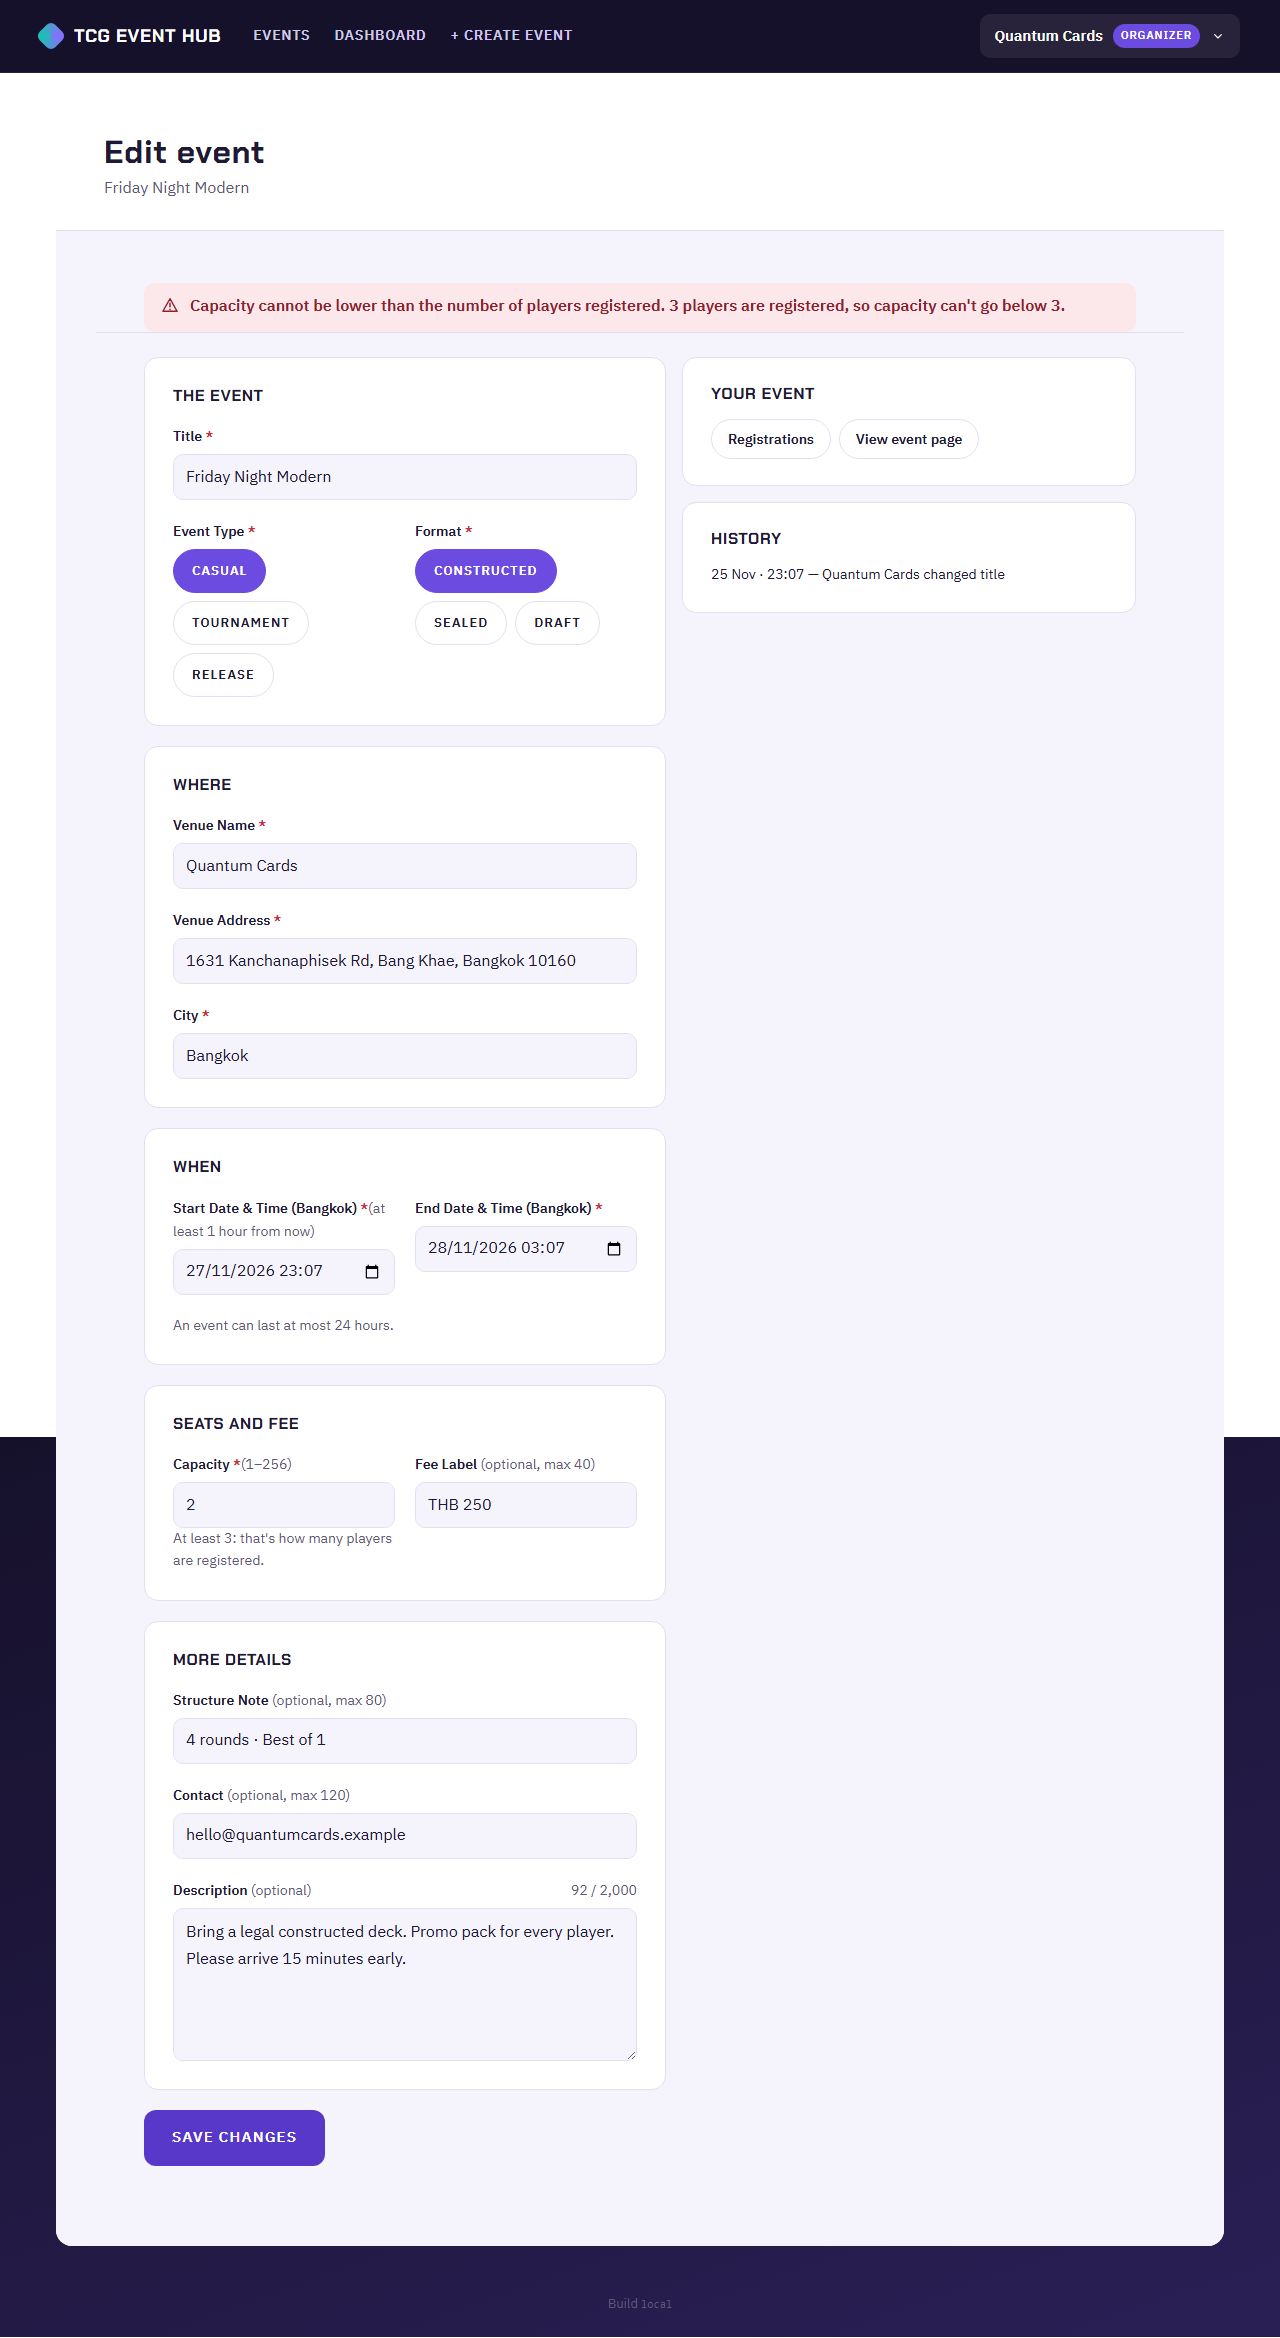 TCG EVENT HUB
EVENTS
DASHBOARD
+ CREATE EVENT
Quantum Cards
ORGANIZER
Edit event
Friday Night Modern
Capacity cannot be lower than the number of players registered. 3 players are registered, so capacity can't go below 3.
THE EVENT
Title *
Friday Night Modern
Event Type *
CASUAL
TOURNAMENT
RELEASE
Format *
CONSTRUCTED
SEALED
DRAFT
WHERE
Venue Name *
Quantum Cards
Venue Address *
1631 Kanchanaphisek Rd, Bang Khae, Bangkok 10160
City *
Bangkok
WHEN
Start Date & Time (Bangkok) *(at
least 1 hour from now)
27/11/2026 23:07
End Date & Time (Bangkok) *
28/11/2026 03:07
An event can last at most 24 hours.
SEATS AND FEE
Capacity *(1–256)
2
At least 3: that's how many players
are registered.
Fee Label (optional, max 40)
THB 250
MORE DETAILS
Structure Note (optional, max 80)
4 rounds · Best of 1
Contact (optional, max 120)
hello@quantumcards.example
Description (optional)
92 / 2,000
Bring a legal constructed deck. Promo pack for every player.
Please arrive 15 minutes early.
SAVE CHANGES
YOUR EVENT
Registrations
View event page
HISTORY
25 Nov · 23:07 — Quantum Cards changed title
Build local